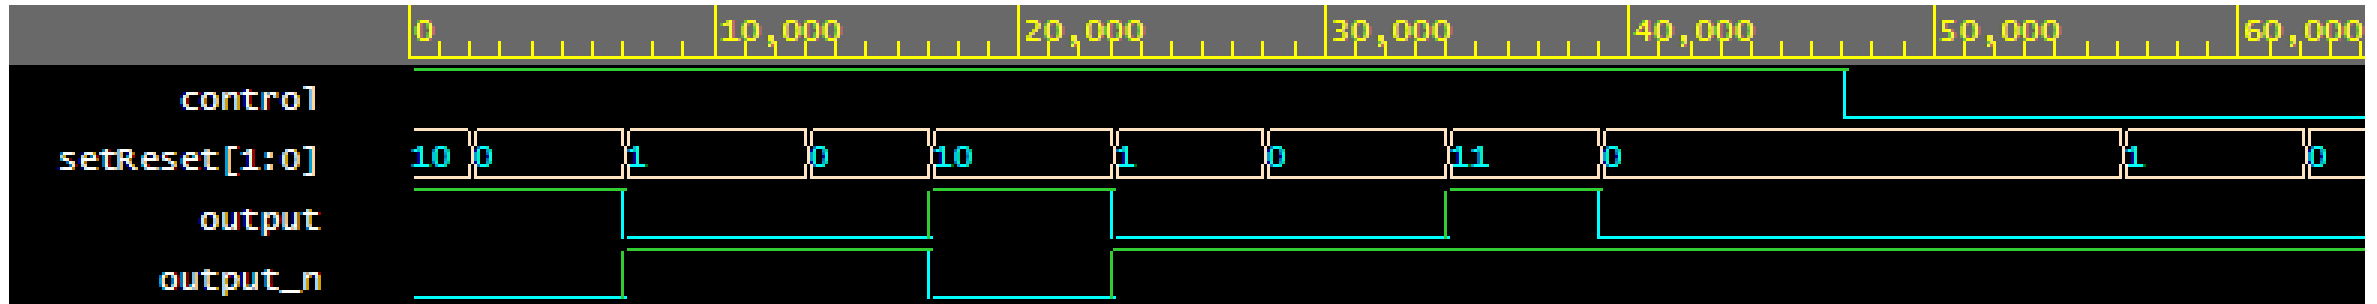 0 10,000 20,000 30,000 40,000 50,000 60,000
control
setReset[1:0] 10 0 1 0 10 1 0 11 0 1 0
output
output_n